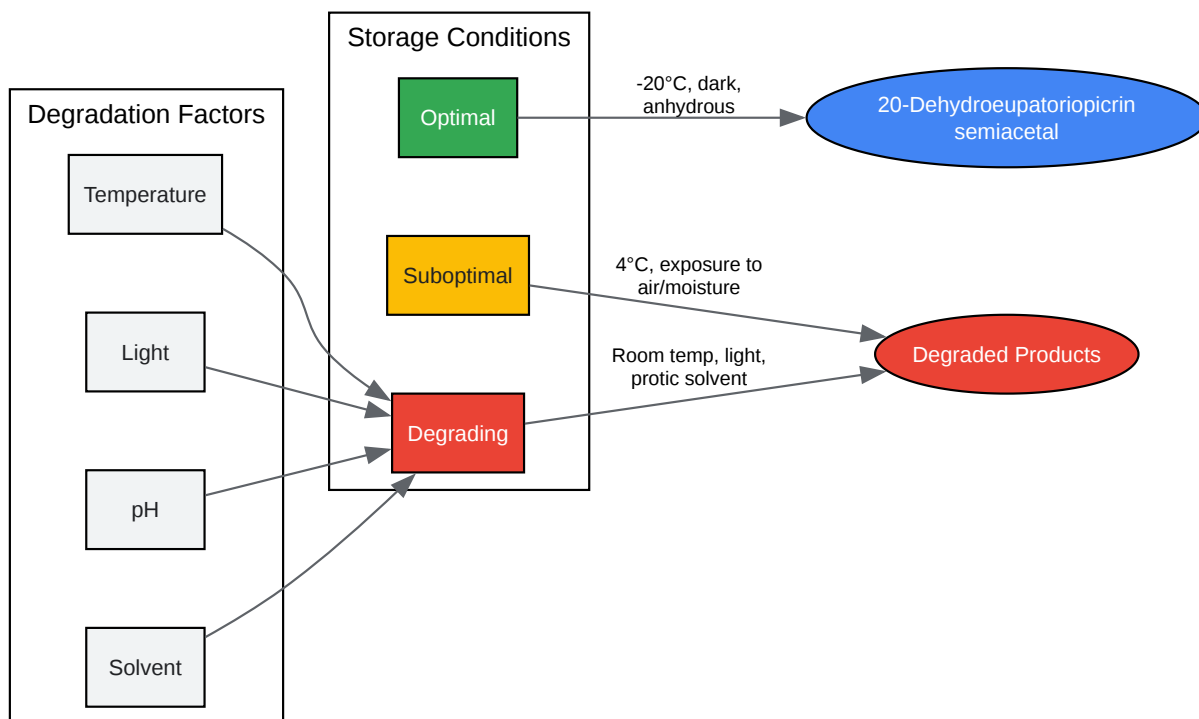 Storage Conditions
Degradation Factors
Optimal
-20°C, dark,
anhydrous
20-Dehydroeupatoriopicrin
semiacetal
Temperature
Suboptimal
4°C, exposure to
air/moisture
Light
Room temp, light,
protic solvent
Degraded Products
Degrading
pH
Solvent